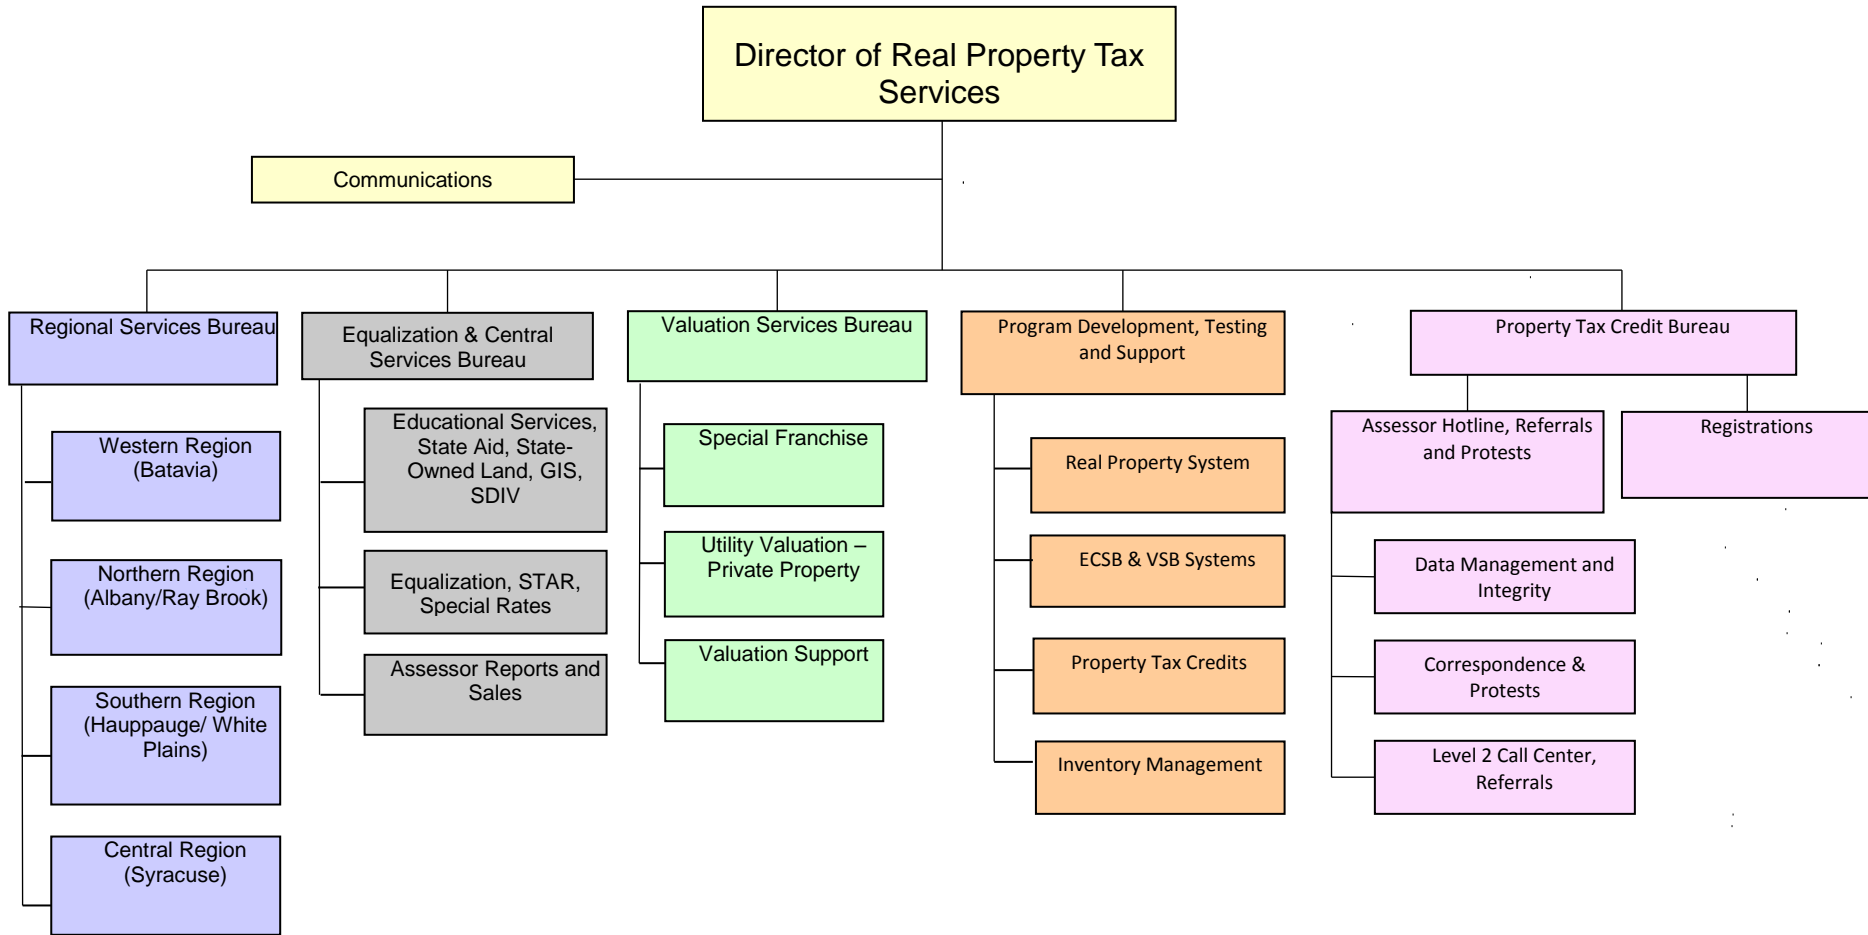 Director of Real Property Tax
Services
Communications
Regional Services Bureau
Equalization & Central
Services Bureau
Valuation Services Bureau
Program Development, Testing
and Support
Property Tax Credit Bureau
Western Region
(Batavia)
Northern Region
(Albany/Ray Brook)
Southern Region
(Hauppauge/ White
Plains)
Central Region
(Syracuse)
Educational Services,
State Aid, State-
Owned Land, GIS,
SDIV
Equalization, STAR,
Special Rates
Assessor Reports and
Sales
Special Franchise
Utility Valuation –
Private Property
Valuation Support
Real Property System
ECSB & VSB Systems
Property Tax Credits
Inventory Management
Assessor Hotline, Referrals
and Protests
Registrations
Data Management and
Integrity
Correspondence &
Protests
Level 2 Call Center,
Referrals